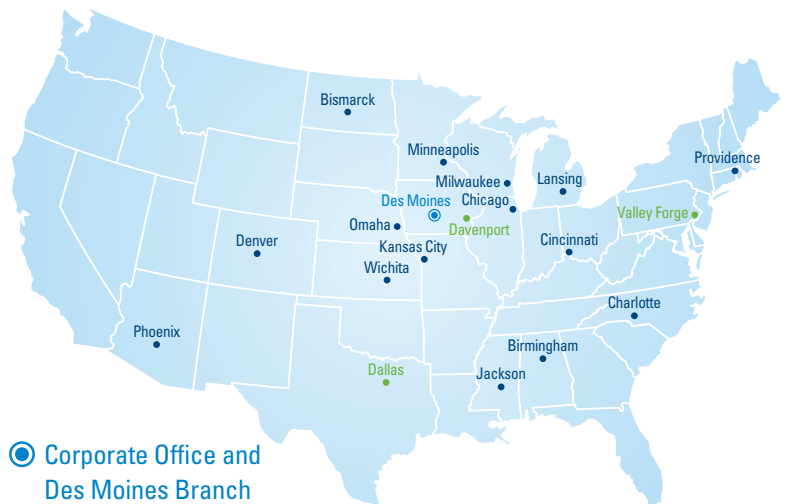 Bismarck
Minneapolis
Providence
Milwaukee
Lansing
Des Moines
Chicago
Valley Forge
Omaha
Davenport
Denver
Kansas City
Cincinnati
Wichita
Charlotte
Phoenix
Birmingham
Dallas
Jackson
Corporate Office and
Des Moines Branch